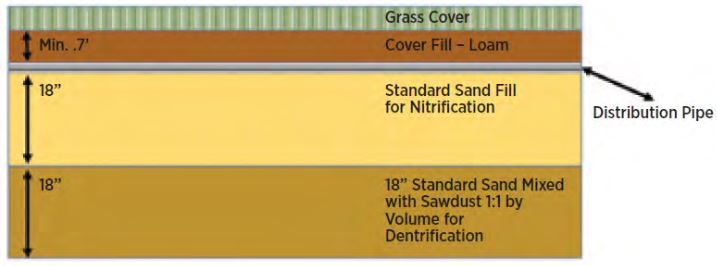 Grass Cover
Min. .7'
Cover Fill – Loam
18”
Standard Sand Fill
for Nitrification
Distribution Pipe
18”
18” Standard Sand Mixed
with Sawdust 1:1 by
Volume for
Dentrification